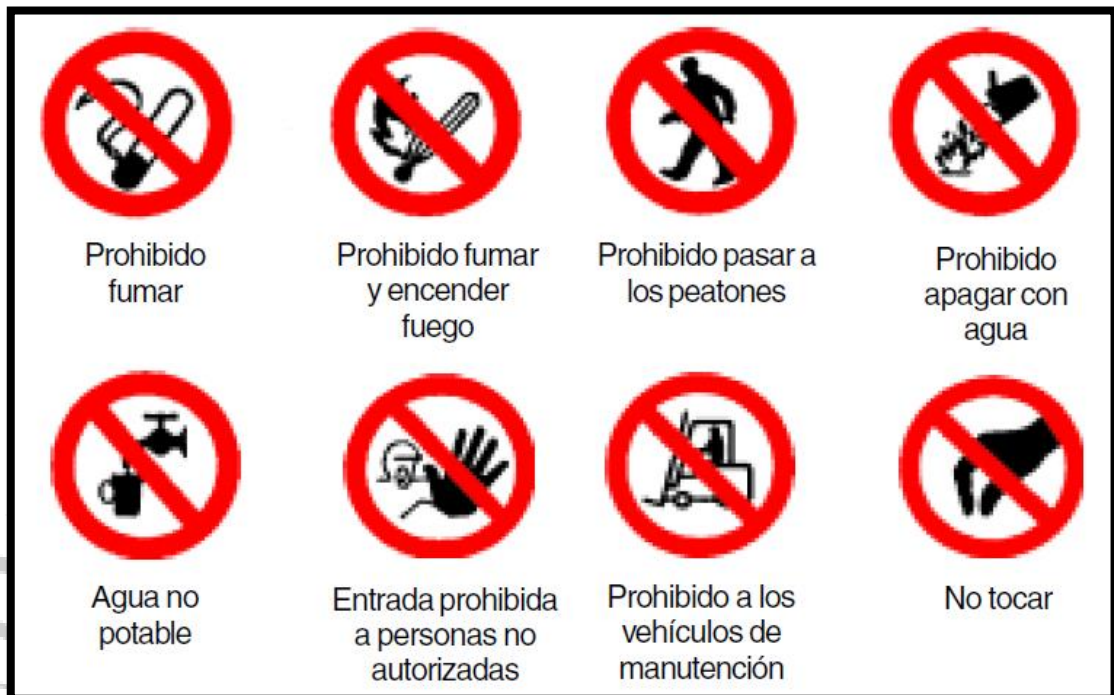 Prohibido
fumar
Prohibido fumar
y encender
fuego
Prohibido pasar a
los peatones
Prohibido
apagar con
agua
Agua no
potable
Entrada prohibida
a personas no
autorizadas
Prohibido a los
vehículos de
manutención
No tocar